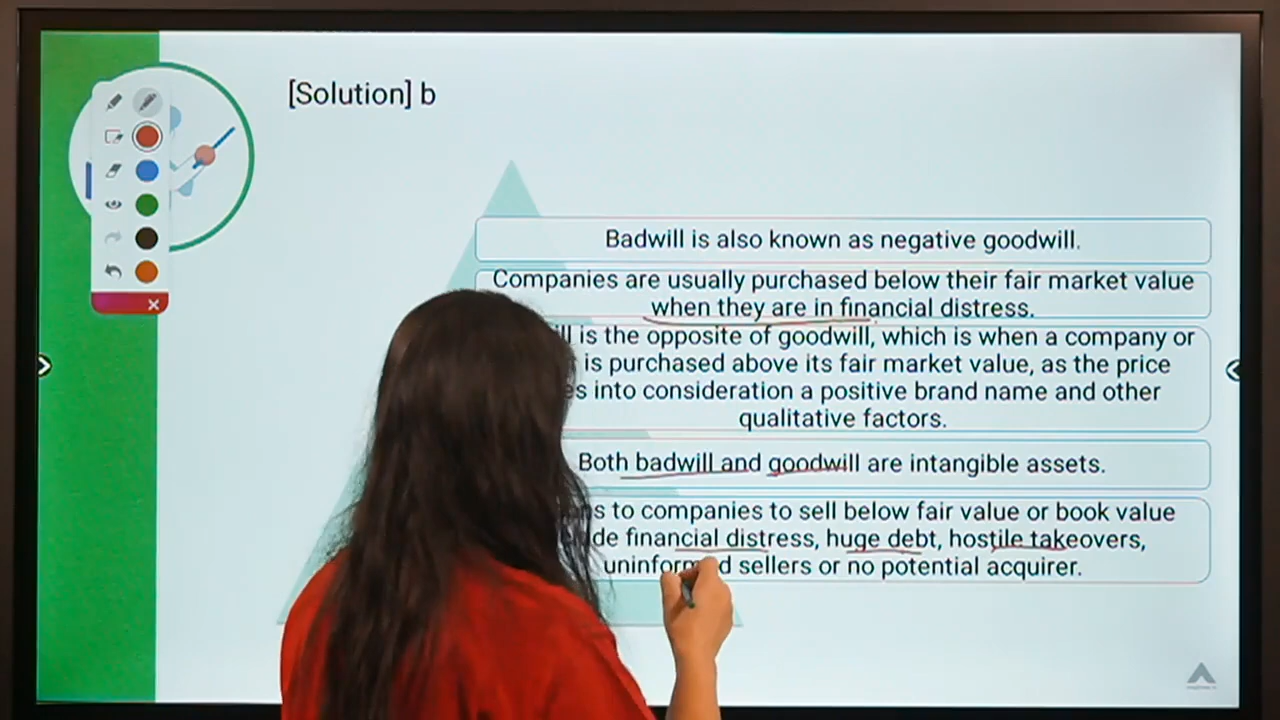 [Solution] b
Badwill is also known as negative goodwill.
Companies are usually purchased below their fair market value
when they are in financial distress.
is the opposite of goodwill, which is when a company or
is purchased above its fair market value, as the price
into consideration a positive brand name and other
qualitative factors.
Both badwill and goodwill are intangible assets.
to companies to sell below fair value or book value
financial distress, huge debt, hostile takeovers,
uninformed sellers or no potential acquirer.